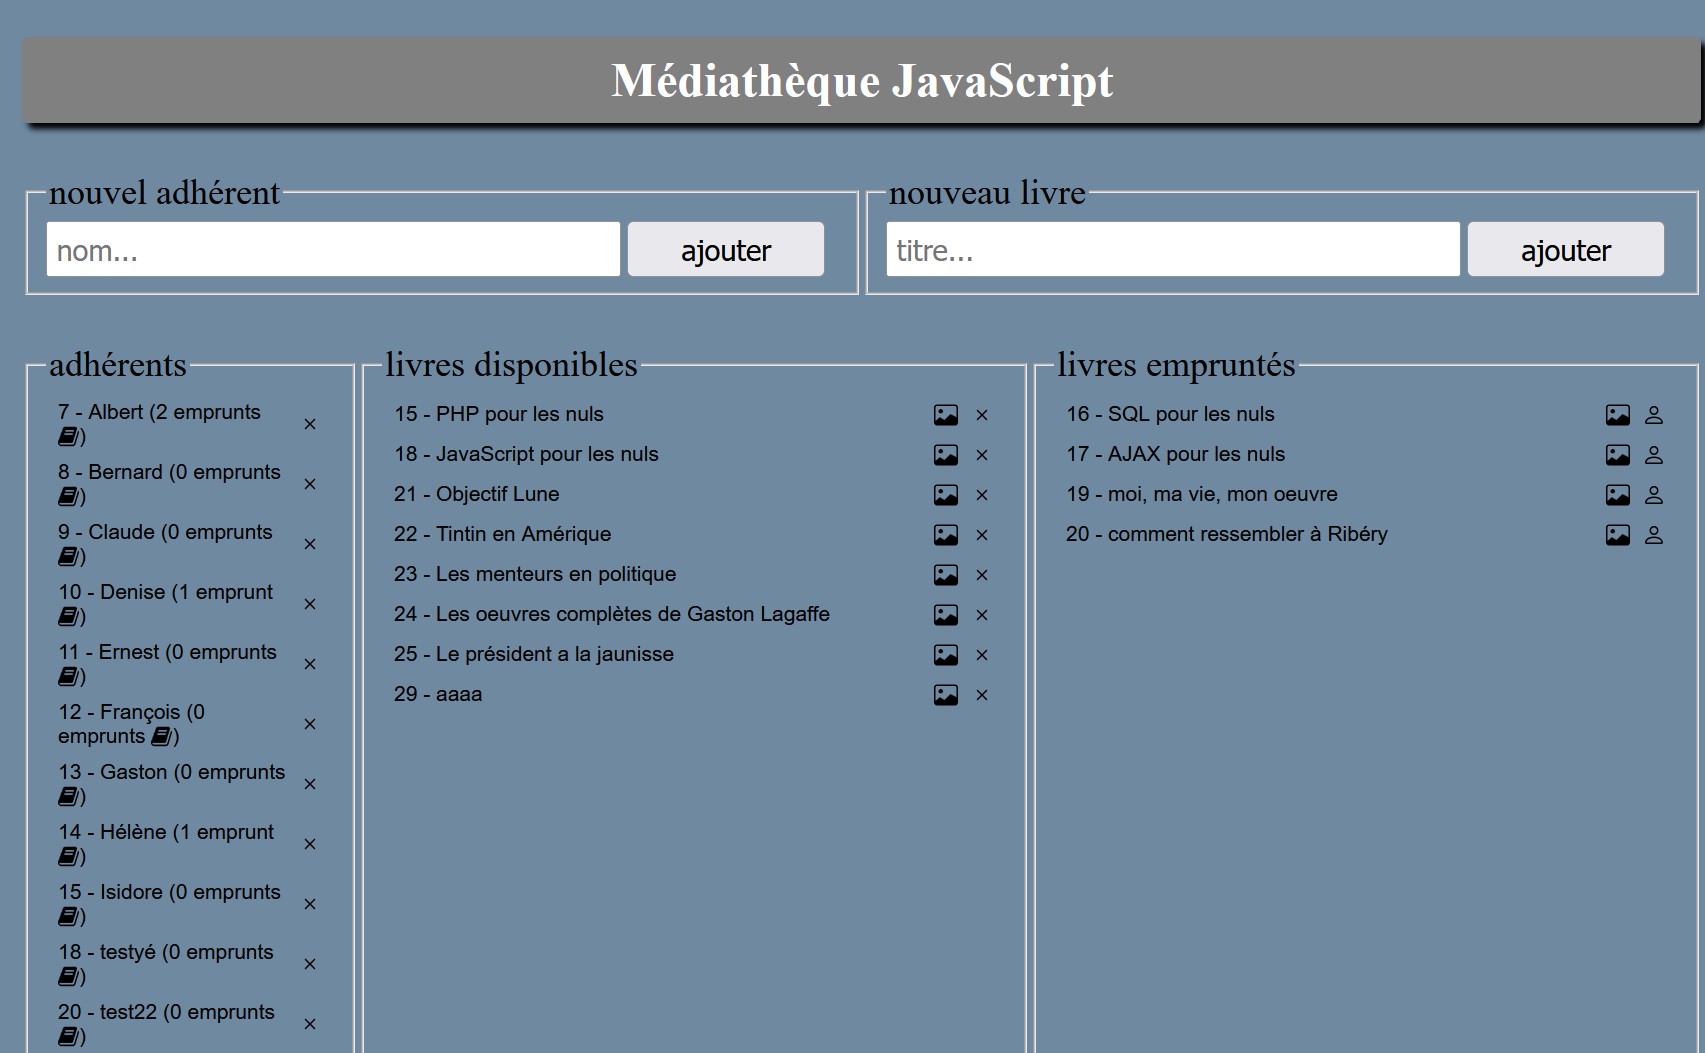 Médiathèque JavaScript
nouvel adhérent
nom...
ajouter
nouveau livre
titre...
ajouter
adhérents
7 - Albert (2 emprunts
)
8 - Bernard (0 emprunts
)
9 - Claude (0 emprunts
)
10 - Denise (1 emprunt
)
11 - Ernest (0 emprunts
)
12 - François (0
emprunts )
13 - Gaston (0 emprunts
)
14 - Hélène (1 emprunt
)
15 - Isidore (0 emprunts
)
18 - testyé (0 emprunts
)
20 - test22 (0 emprunts
)
livres disponibles
15 - PHP pour les nuls
18 - JavaScript pour les nuls
21 - Objectif Lune
22 - Tintin en Amérique
23 - Les menteurs en politique
24 - Les oeuvres complètes de Gaston Lagaffe
25 - Le président a la jaunisse
29 - aaaa
livres empruntés
16 - SQL pour les nuls
17 - AJAX pour les nuls
19 - moi, ma vie, mon oeuvre
20 - comment ressembler à Ribéry